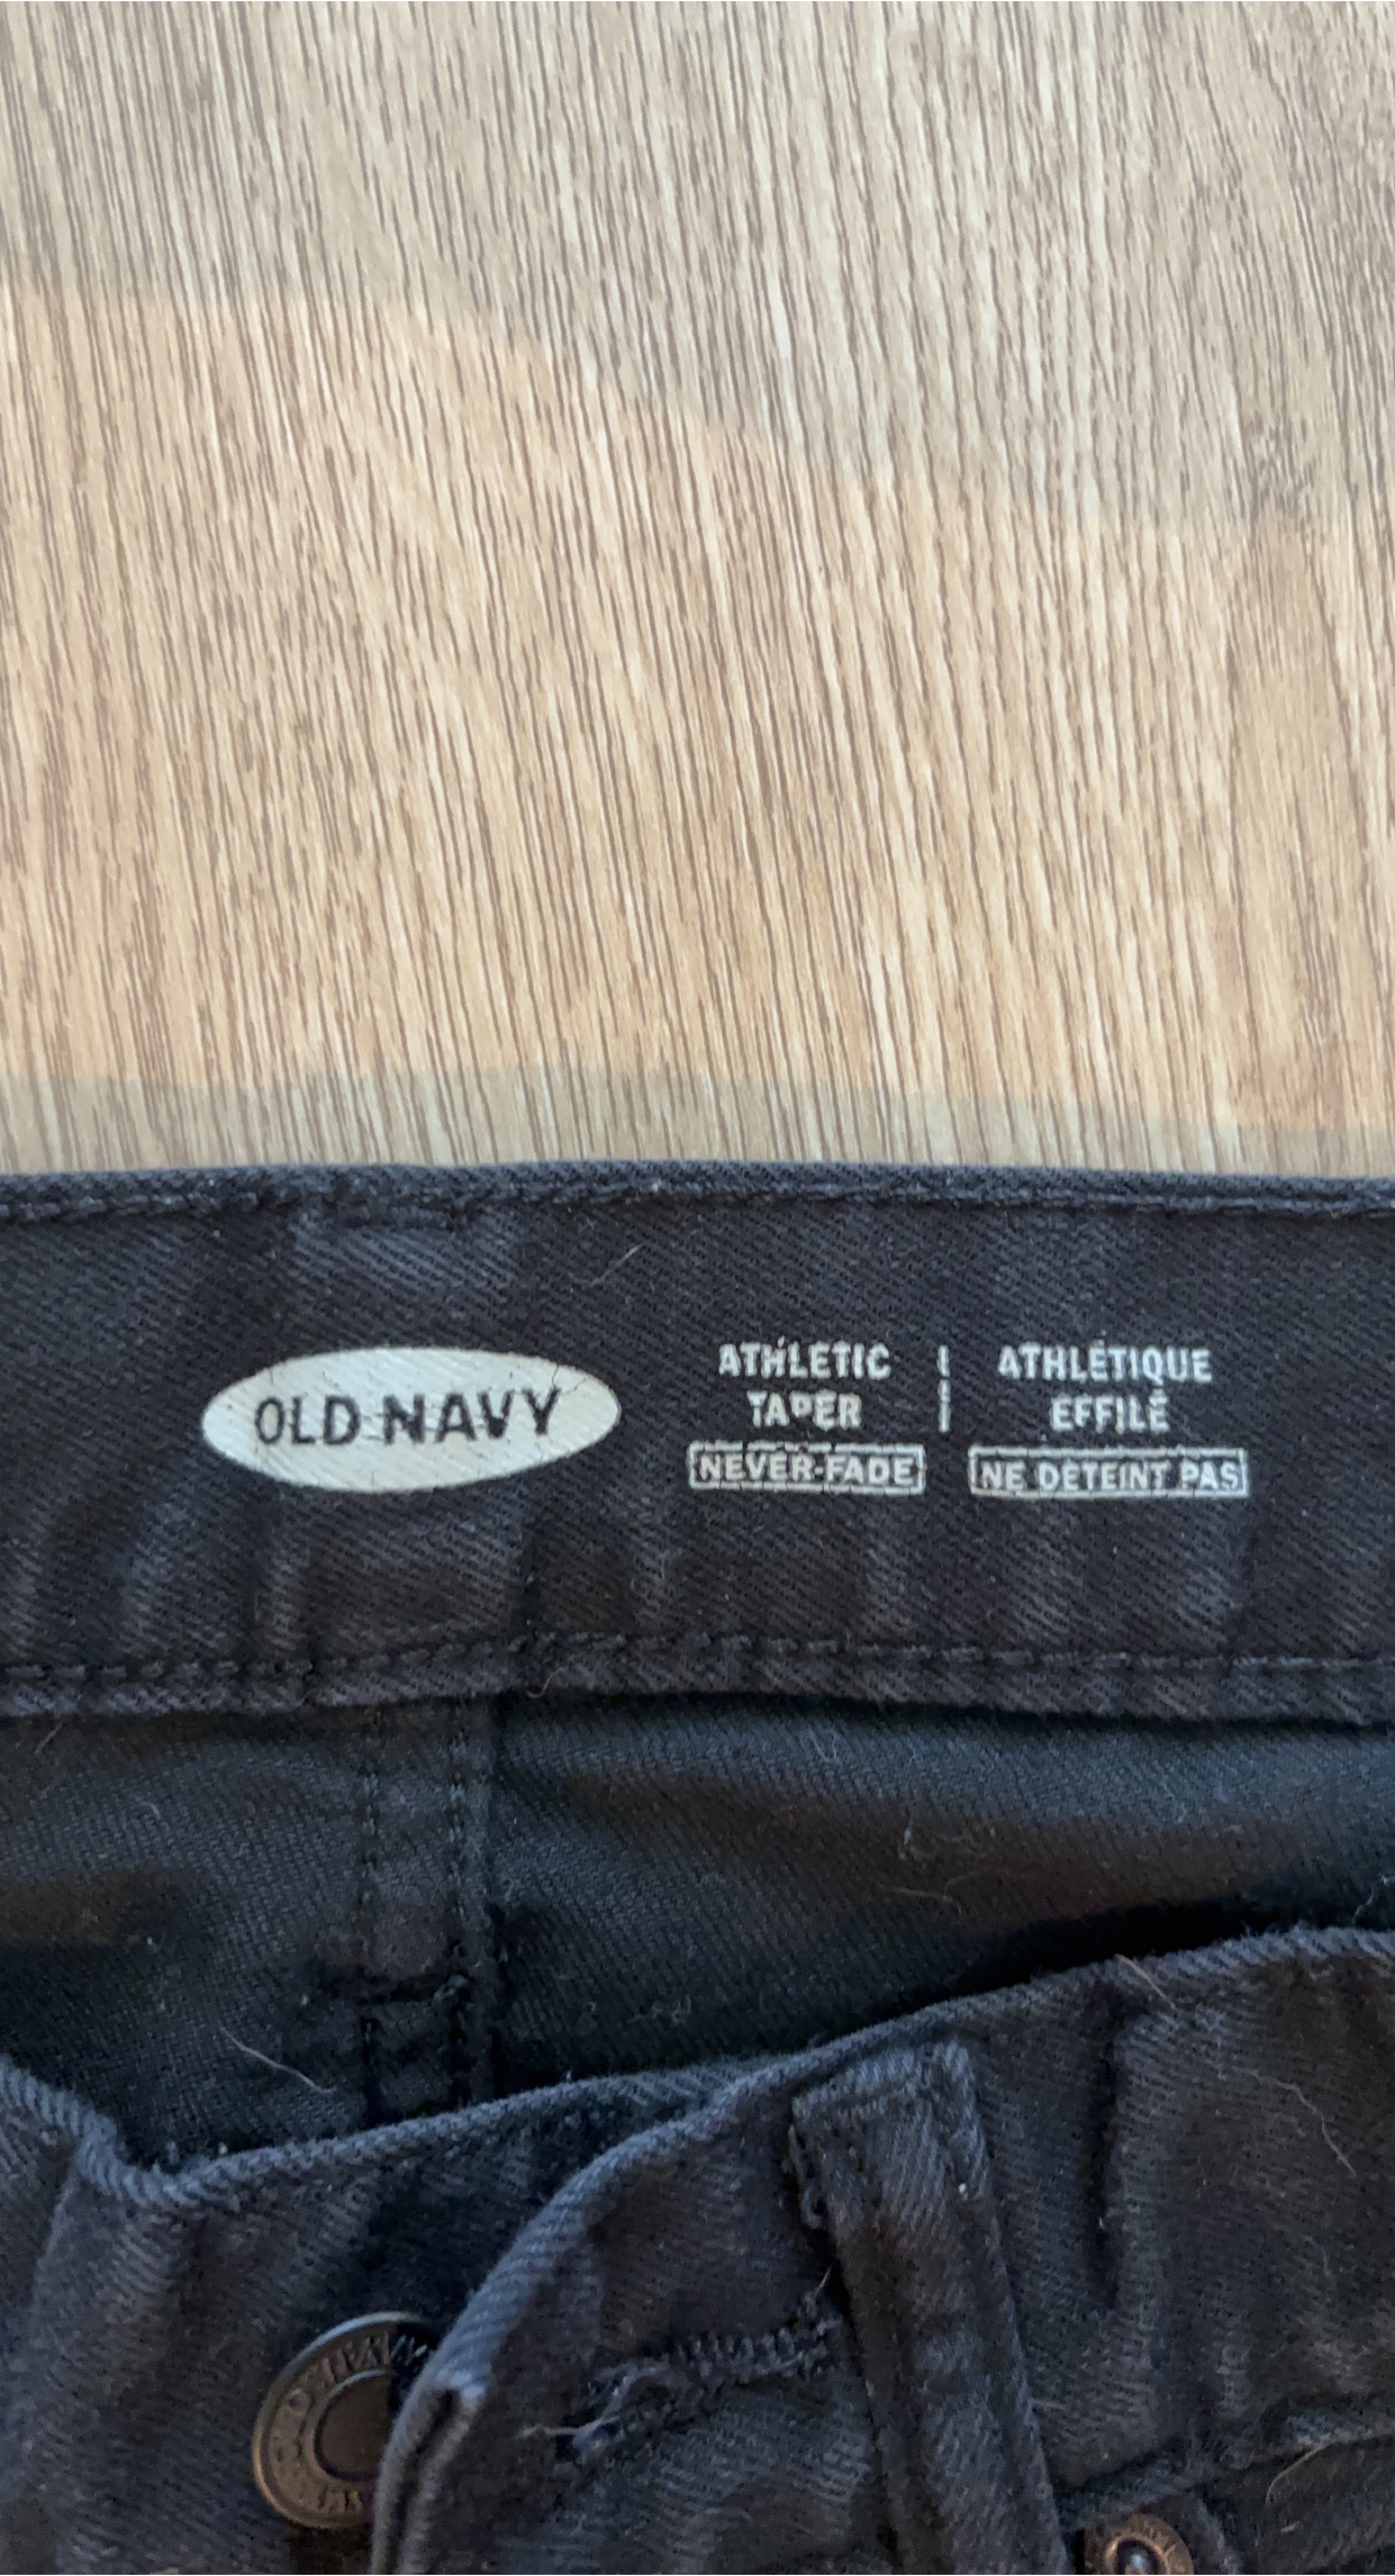 OLD NAVY
ATHLETIC
TAPER
NEVER-FADE
ATHLÉTIQUE
EFFILÉ
NE DÉTEINT PAS